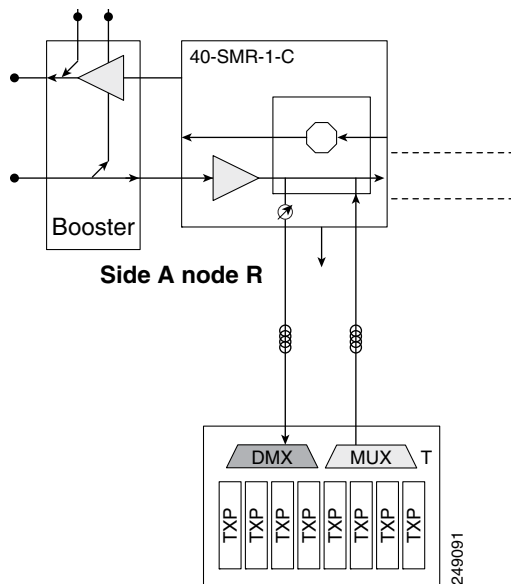 40-SMR-1-C
Booster
Side A node R
DMX
MUX
T
TXP
TXP
TXP
TXP
TXP
TXP
TXP
TXP
249091